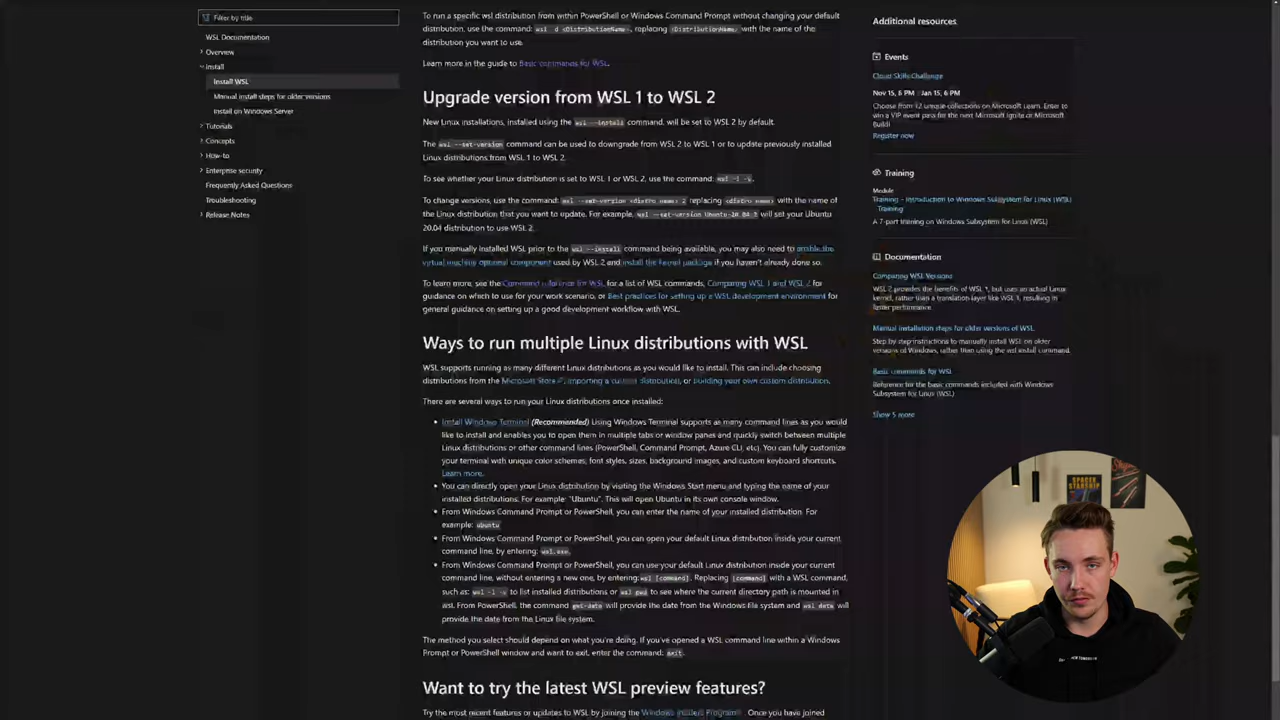 Filter by title
WSL Documentation
Overview
Install
Install WSL
Manual install steps for older versions
Install on Windows Server
Tutorials
Concepts
How-to
Enterprise security
Frequently Asked Questions
Troubleshooting
Release Notes
To run a specific wsl distribution from within PowerShell or Windows Command Prompt without changing your default
distribution, use the command: wsl -d <DistributionName>, replacing <DistributionName> with the name of the
distribution you want to use.
Learn more in the guide to Basic commands for WSL.
Upgrade version from WSL 1 to WSL 2
New Linux installations, installed using the wsl --install command, will be set to WSL 2 by default.
The wsl --set-version command can be used to downgrade from WSL 2 to WSL 1 or to update previously installed
Linux distributions from WSL 1 to WSL 2.
To see whether your Linux distribution is set to WSL 1 or WSL 2, use the command: wsl -l -v.
To change versions, use the command: wsl --set-version <distro name> 2 replacing <distro name> with the name of
the Linux distribution that you want to update. For example, wsl --set-version Ubuntu-20.04 2 will set your Ubuntu
20.04 distribution to use WSL 2.
If you manually installed WSL prior to the wsl --install command being available, you may also need to enable the
virtual machine optional component used by WSL 2 and install the kernel package if you haven't already done so.
To learn more, see the Command reference for WSL for a list of WSL commands, Comparing WSL 1 and WSL 2 for
guidance on which to use for your work scenario, or Best practices for setting up a WSL development environment for
general guidance on setting up a good development workflow with WSL.
Ways to run multiple Linux distributions with WSL
WSL supports running as many different Linux distributions as you would like to install. This can include choosing
distributions from the Microsoft Store, importing a custom distribution, or building your own custom distribution.
There are several ways to run your Linux distributions once installed:
• Install Windows Terminal (Recommended) Using Windows Terminal supports as many command lines as you would
like to install and enables you to open them in multiple tabs or window panes and quickly switch between multiple
Linux distributions or other command lines (PowerShell, Command Prompt, Azure CLI, etc). You can fully customize
your terminal with unique color schemes, font styles, sizes, background images, and custom keyboard shortcuts.
Learn more.
• You can directly open your Linux distribution by visiting the Windows Start menu and typing the name of your
installed distributions. For example: "Ubuntu". This will open Ubuntu in its own console window.
• From Windows Command Prompt or PowerShell, you can enter the name of your installed distribution. For
example: ubuntu
• From Windows Command Prompt or PowerShell, you can open your default Linux distribution inside your current
command line, by entering: wsl.exe.
• From Windows Command Prompt or PowerShell, you can use your default Linux distribution inside your current
command line, without entering a new one, by entering: wsl [command]. Replacing [command] with a WSL command,
such as: wsl -l -v to list installed distributions or wsl pwd to see where the current directory path is mounted in
wsl. From PowerShell, the command get-date will provide the date from the Windows file system and wsl date will
provide the date from the Linux file system.
The method you select should depend on what you're doing. If you've opened a WSL command line within a Windows
Prompt or PowerShell window and want to exit, enter the command: exit.
Want to try the latest WSL preview features?
Try the most recent features or updates to WSL by joining the Windows Insiders Program. Once you have joined
Additional resources
Events
Cloud Skills Challenge
Nov 15, 6 PM - Jan 15, 6 PM
Choose from 12 unique collections on Microsoft Learn. Enter to
win a VIP event pass for the next Microsoft Ignite or Microsoft
Build!
Register now
Training
Module
Training - Introduction to Windows Subsystem for Linux (WSL)
Training
A 7-part training on Windows Subsystem for Linux (WSL)
Documentation
Comparing WSL Versions
WSL 2 provides the benefits of WSL 1, but uses an actual Linux
kernel, rather than a translation layer like WSL 1, resulting in
faster performance.
Manual installation steps for older versions of WSL
Step by step instructions to manually install WSL on older
versions of Windows, rather than using the wsl install command.
Basic commands for WSL
Reference for the basic commands included with Windows
Subsystem for Linux (WSL).
Show 5 more
SPACEX
STARSHIP